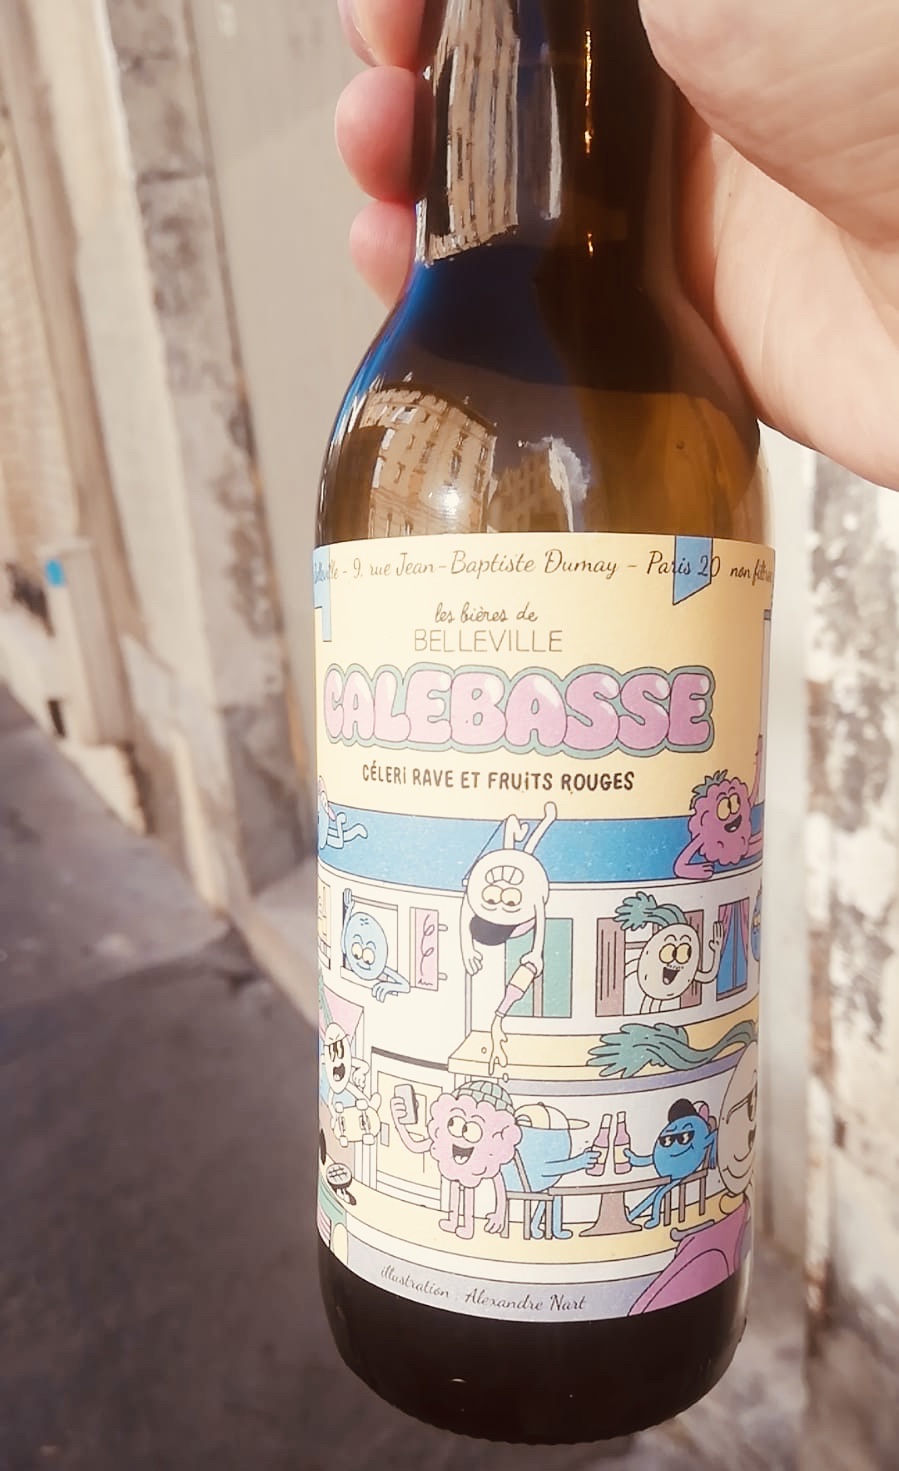 - 9, rue Jean-Baptiste Dumay - Paris 20 non
les bières de
BELLEVILLE
CALEBASSE
CÉLERI RAVE ET FRUITS ROUGES
illustration : Alexandre Nart